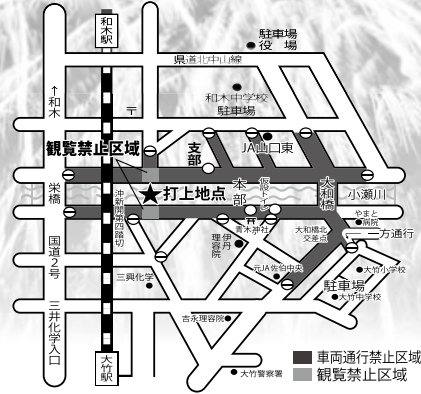 和木駅
駐車場
役場
県道北中山線
↑和木
〒
和木中学校
駐車場
観覧禁止区域
支部
JA山口東
栄橋
沖新開第四踏切
★打上地点
本部
仮設トイレ
大和橋
小瀬川
やまと
病院
一方通行
青木神社
大和橋北
交差点
伊丹
理容院
国道2号
三興化学
元JA佐伯中央
大竹小学校
駐車場
大竹中学校
三井化学入口
吉永理容院
大竹駅
大竹警察署
車両通行禁止区域
観覧禁止区域